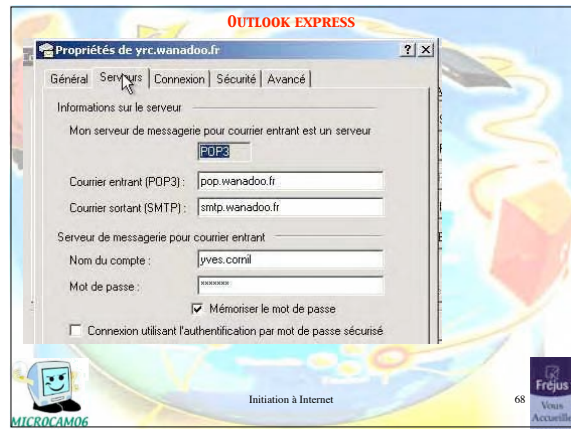 OUTLOOK EXPRESS
Propriétés de yrc.wanadoo.fr
Général Serveurs Connexion Sécurité Avancé
Informations sur le serveur
Mon serveur de messagerie pour courrier entrant est un serveur
POP3
Courrier entrant (POP3) : pop.wanadoo.fr
Courrier sortant (SMTP) : smtp.wanadoo.fr
Serveur de messagerie pour courrier entrant
Nom du compte : yves.cornil
Mot de passe : xxxxxxx
Mémoriser le mot de passe
Connexion utilisant l'authentification par mot de passe sécurisé
MICROCAM06
Initiation à Internet
68
Fréjus
Vous
Accueille